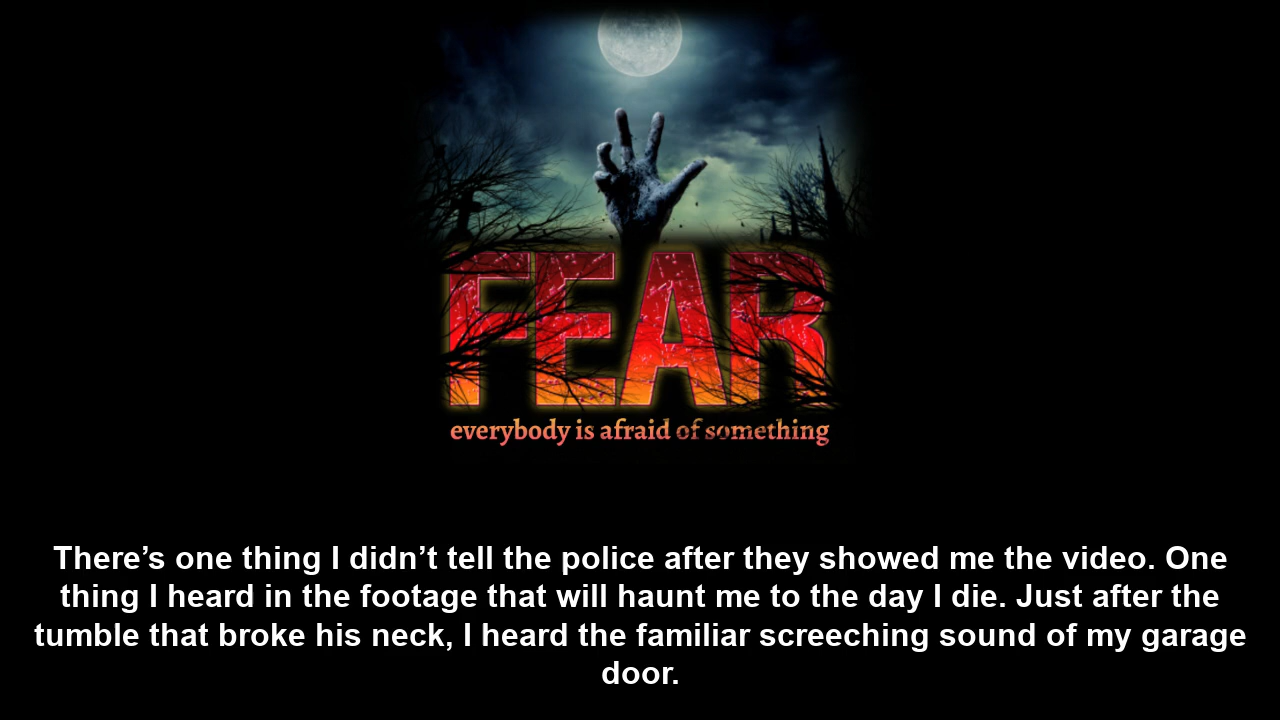 FEAR
everybody is afraid of something
There’s one thing I didn’t tell the police after they showed me the video. One
thing I heard in the footage that will haunt me to the day I die. Just after the
tumble that broke his neck, I heard the familiar screeching sound of my garage
door.